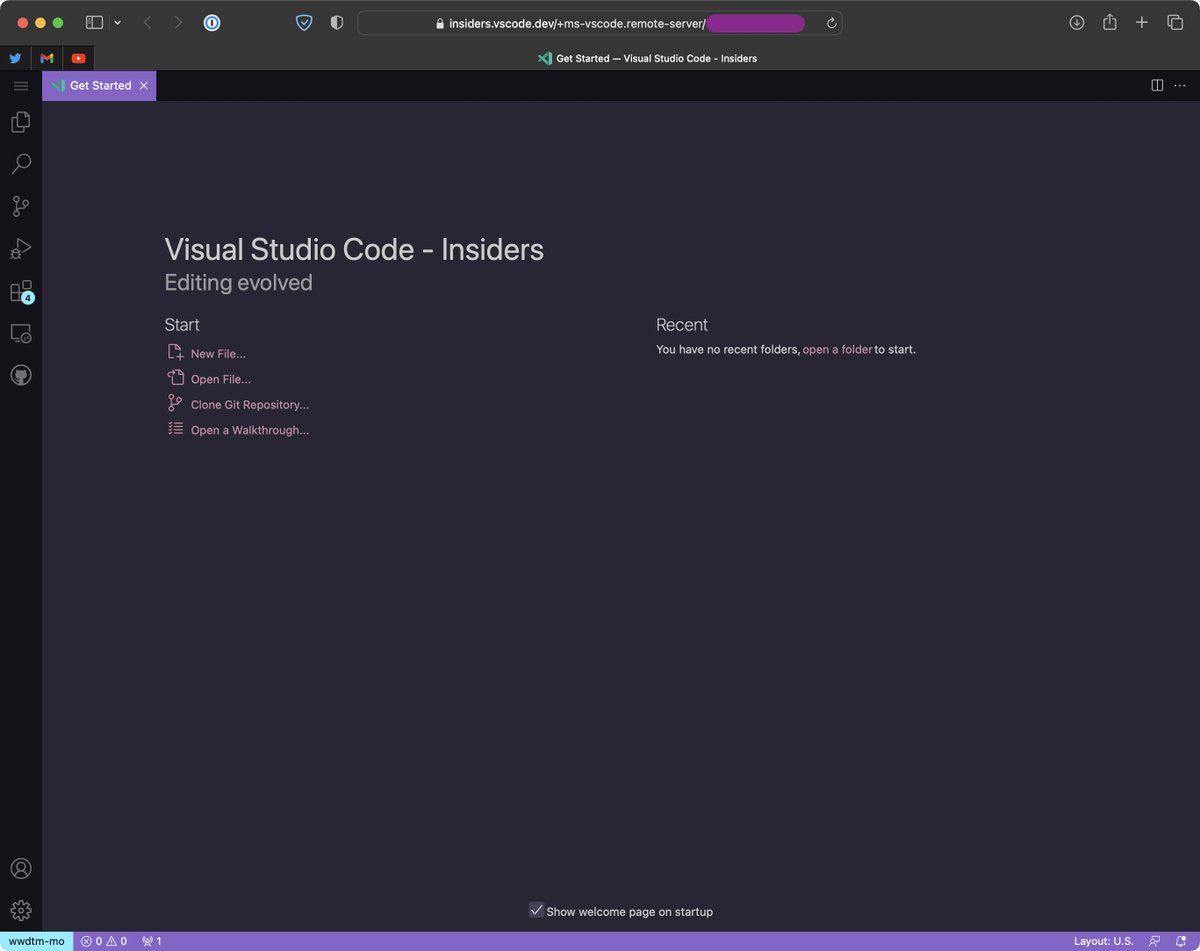 insiders.vscode.dev/+ms-vscode.remote-server/
Get Started — Visual Studio Code - Insiders
Get Started
Visual Studio Code - Insiders
Editing evolved
Start
New File...
Open File...
Clone Git Repository...
Open a Walkthrough...
Recent
You have no recent folders, open a folder to start.
4
Show welcome page on startup
wwdtm-mo 0 0 1 Layout: U.S.